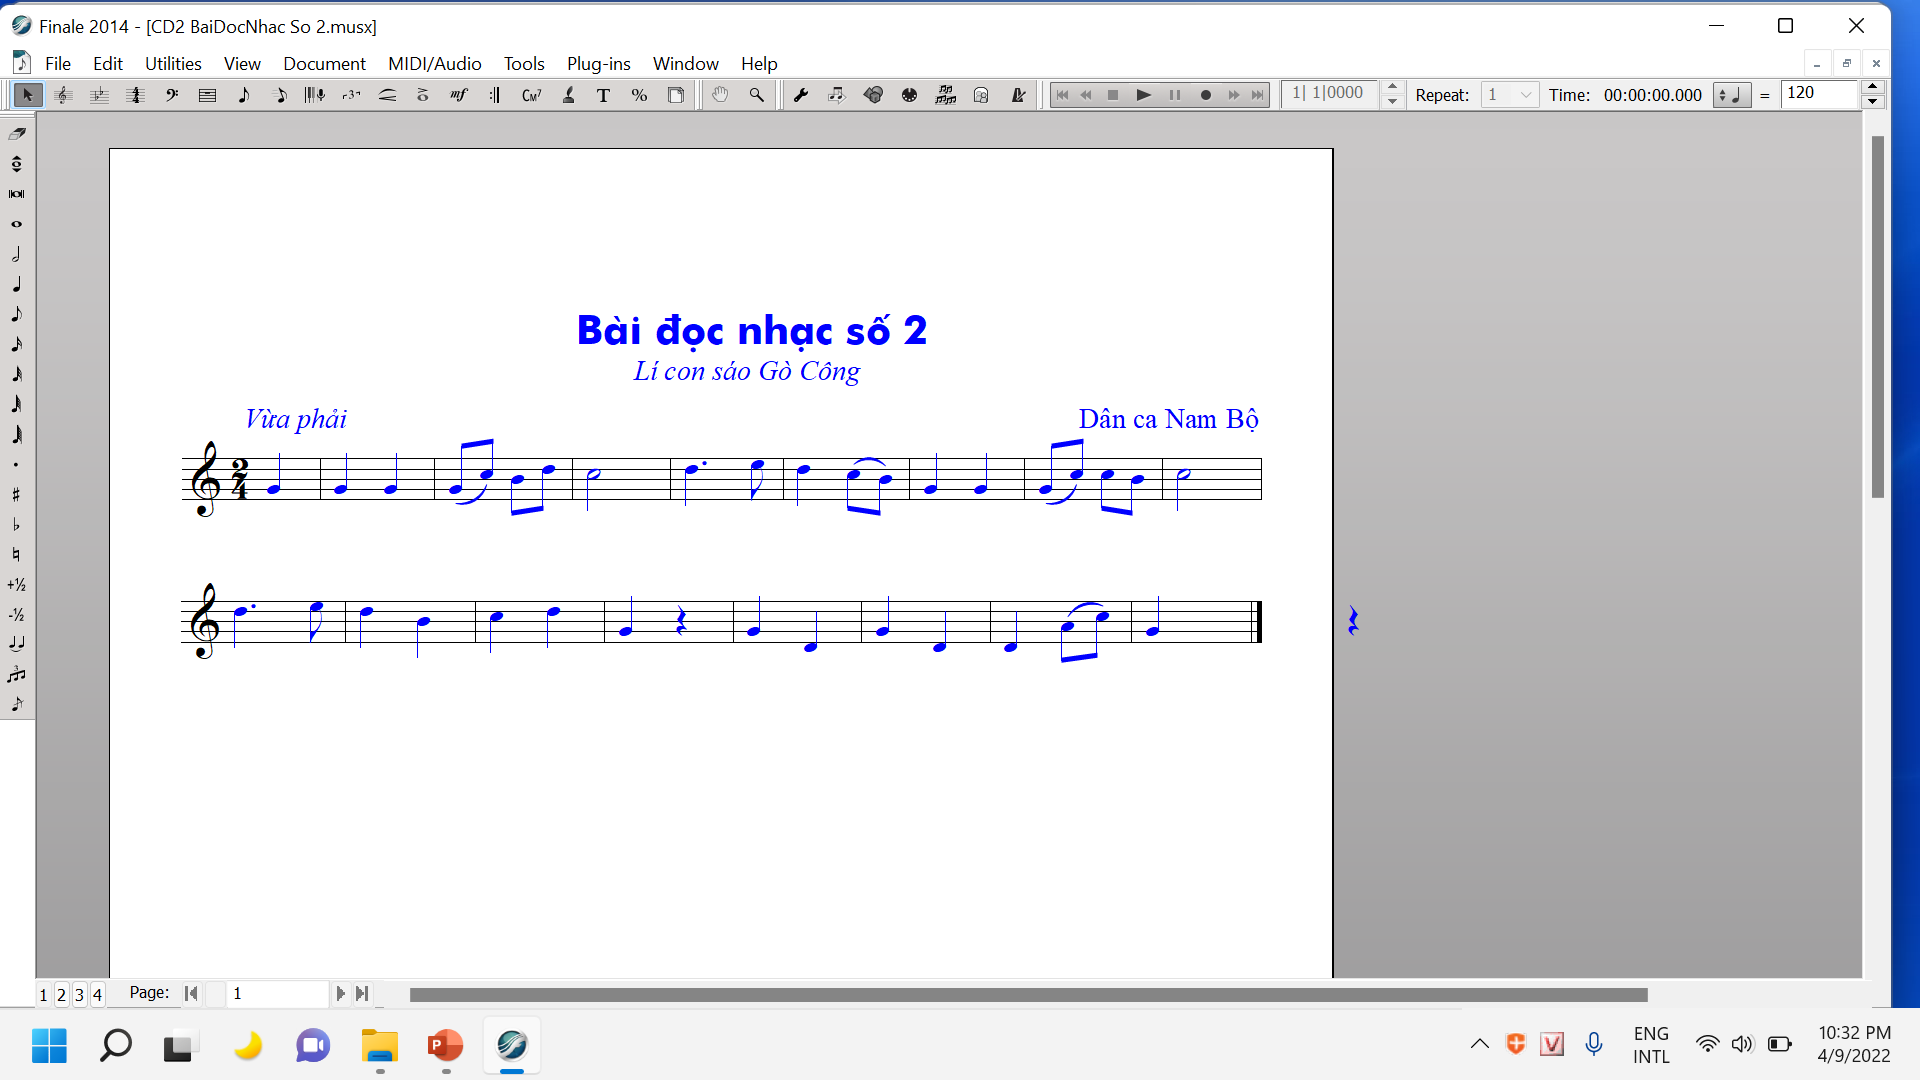 Finale 2014 - [CD2 BaiDocNhac So 2.musx]
File Edit Utilities View Document MIDI/Audio Tools Plug-ins Window Help
1| 1|0000 Repeat: 1 Time: 00:00:00.000 = 120
Bài đọc nhạc số 2
Lí con sáo Gò Công
Vừa phải
Dân ca Nam Bộ
1 2 3 4 Page: 1
ENG
INTL
10:32 PM
4/9/2022